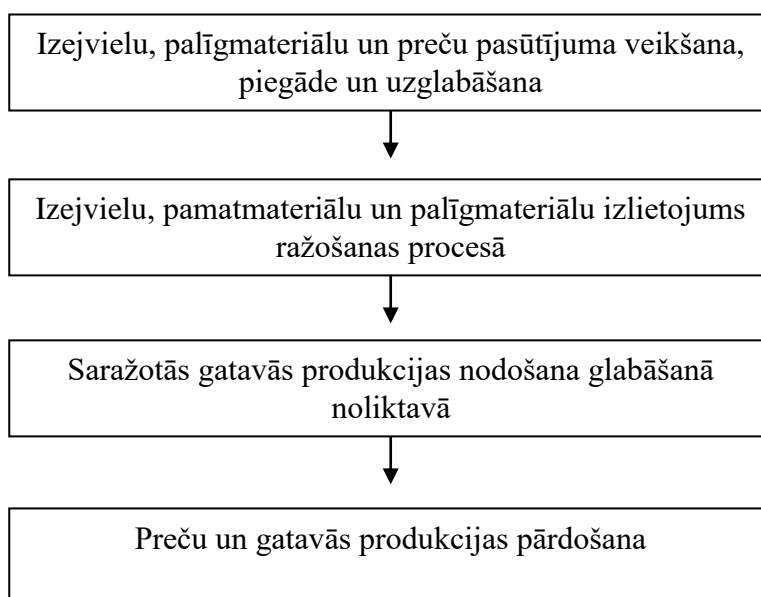 Izejvielu, palīgmateriālu un preču pasūtījuma veikšana,
piegāde un uzglabāšana
Izejvielu, pamatmateriālu un palīgmateriālu izlietojums
ražošanas procesā
Saražotās gatavās produkcijas nodošana glabāšanā
noliktavā
Preču un gatavās produkcijas pārdošana